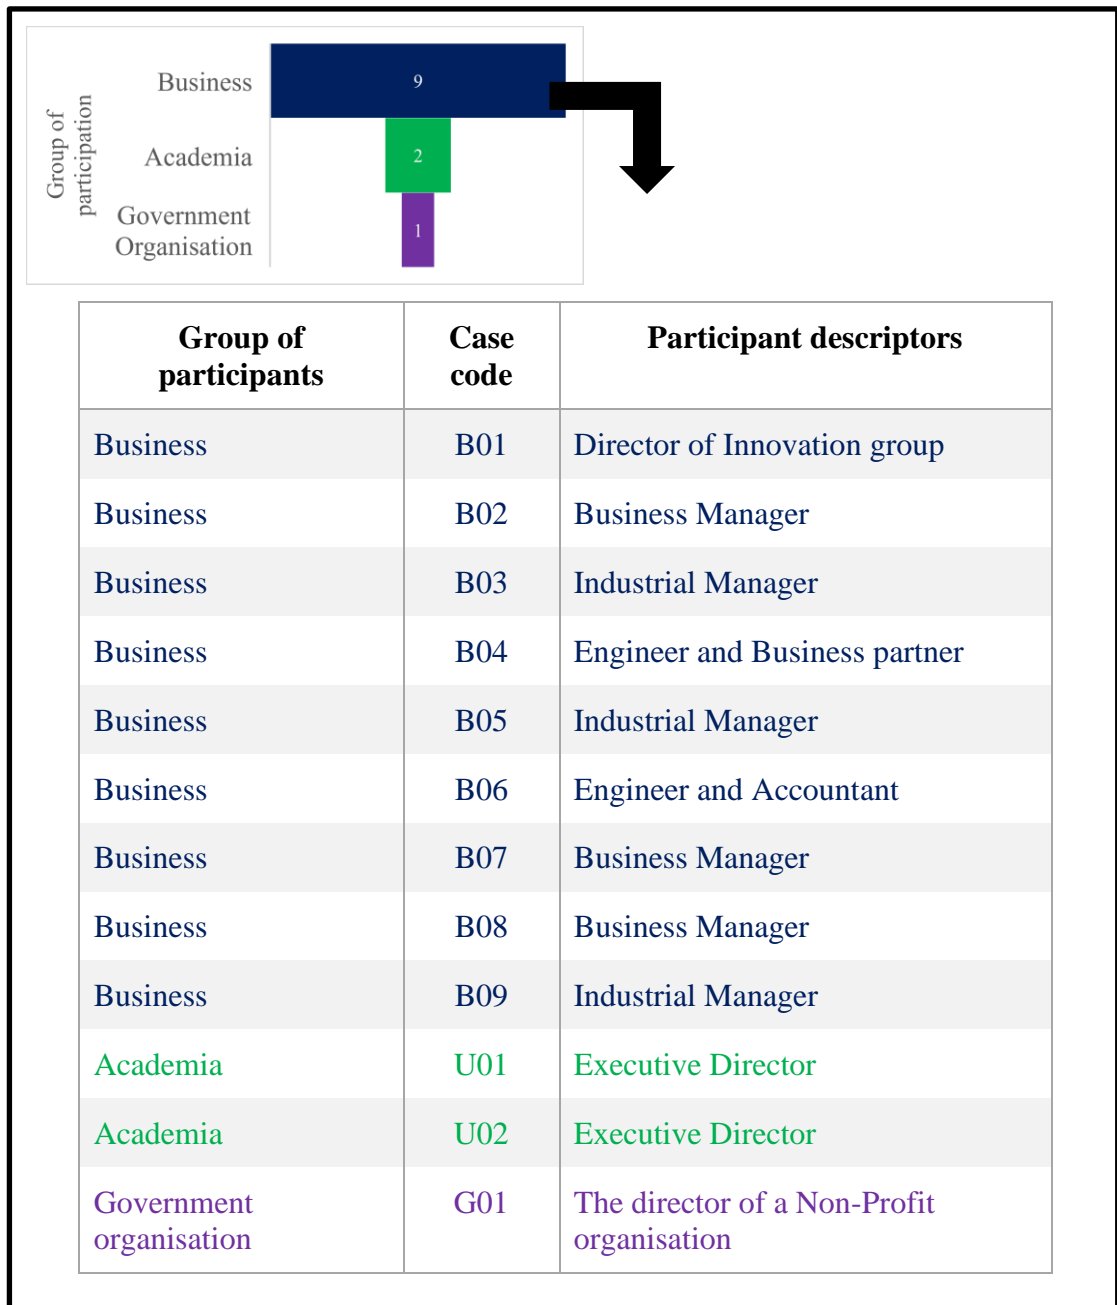 Group of
participation
Business
9
Academia
2
Government
Organisation
1
Group of
participants
Case
code
Participant descriptors
Business
B01
Director of Innovation group
Business
B02
Business Manager
Business
B03
Industrial Manager
Business
B04
Engineer and Business partner
Business
B05
Industrial Manager
Business
B06
Engineer and Accountant
Business
B07
Business Manager
Business
B08
Business Manager
Business
B09
Industrial Manager
Academia
U01
Executive Director
Academia
U02
Executive Director
Government
organisation
G01
The director of a Non-Profit
organisation